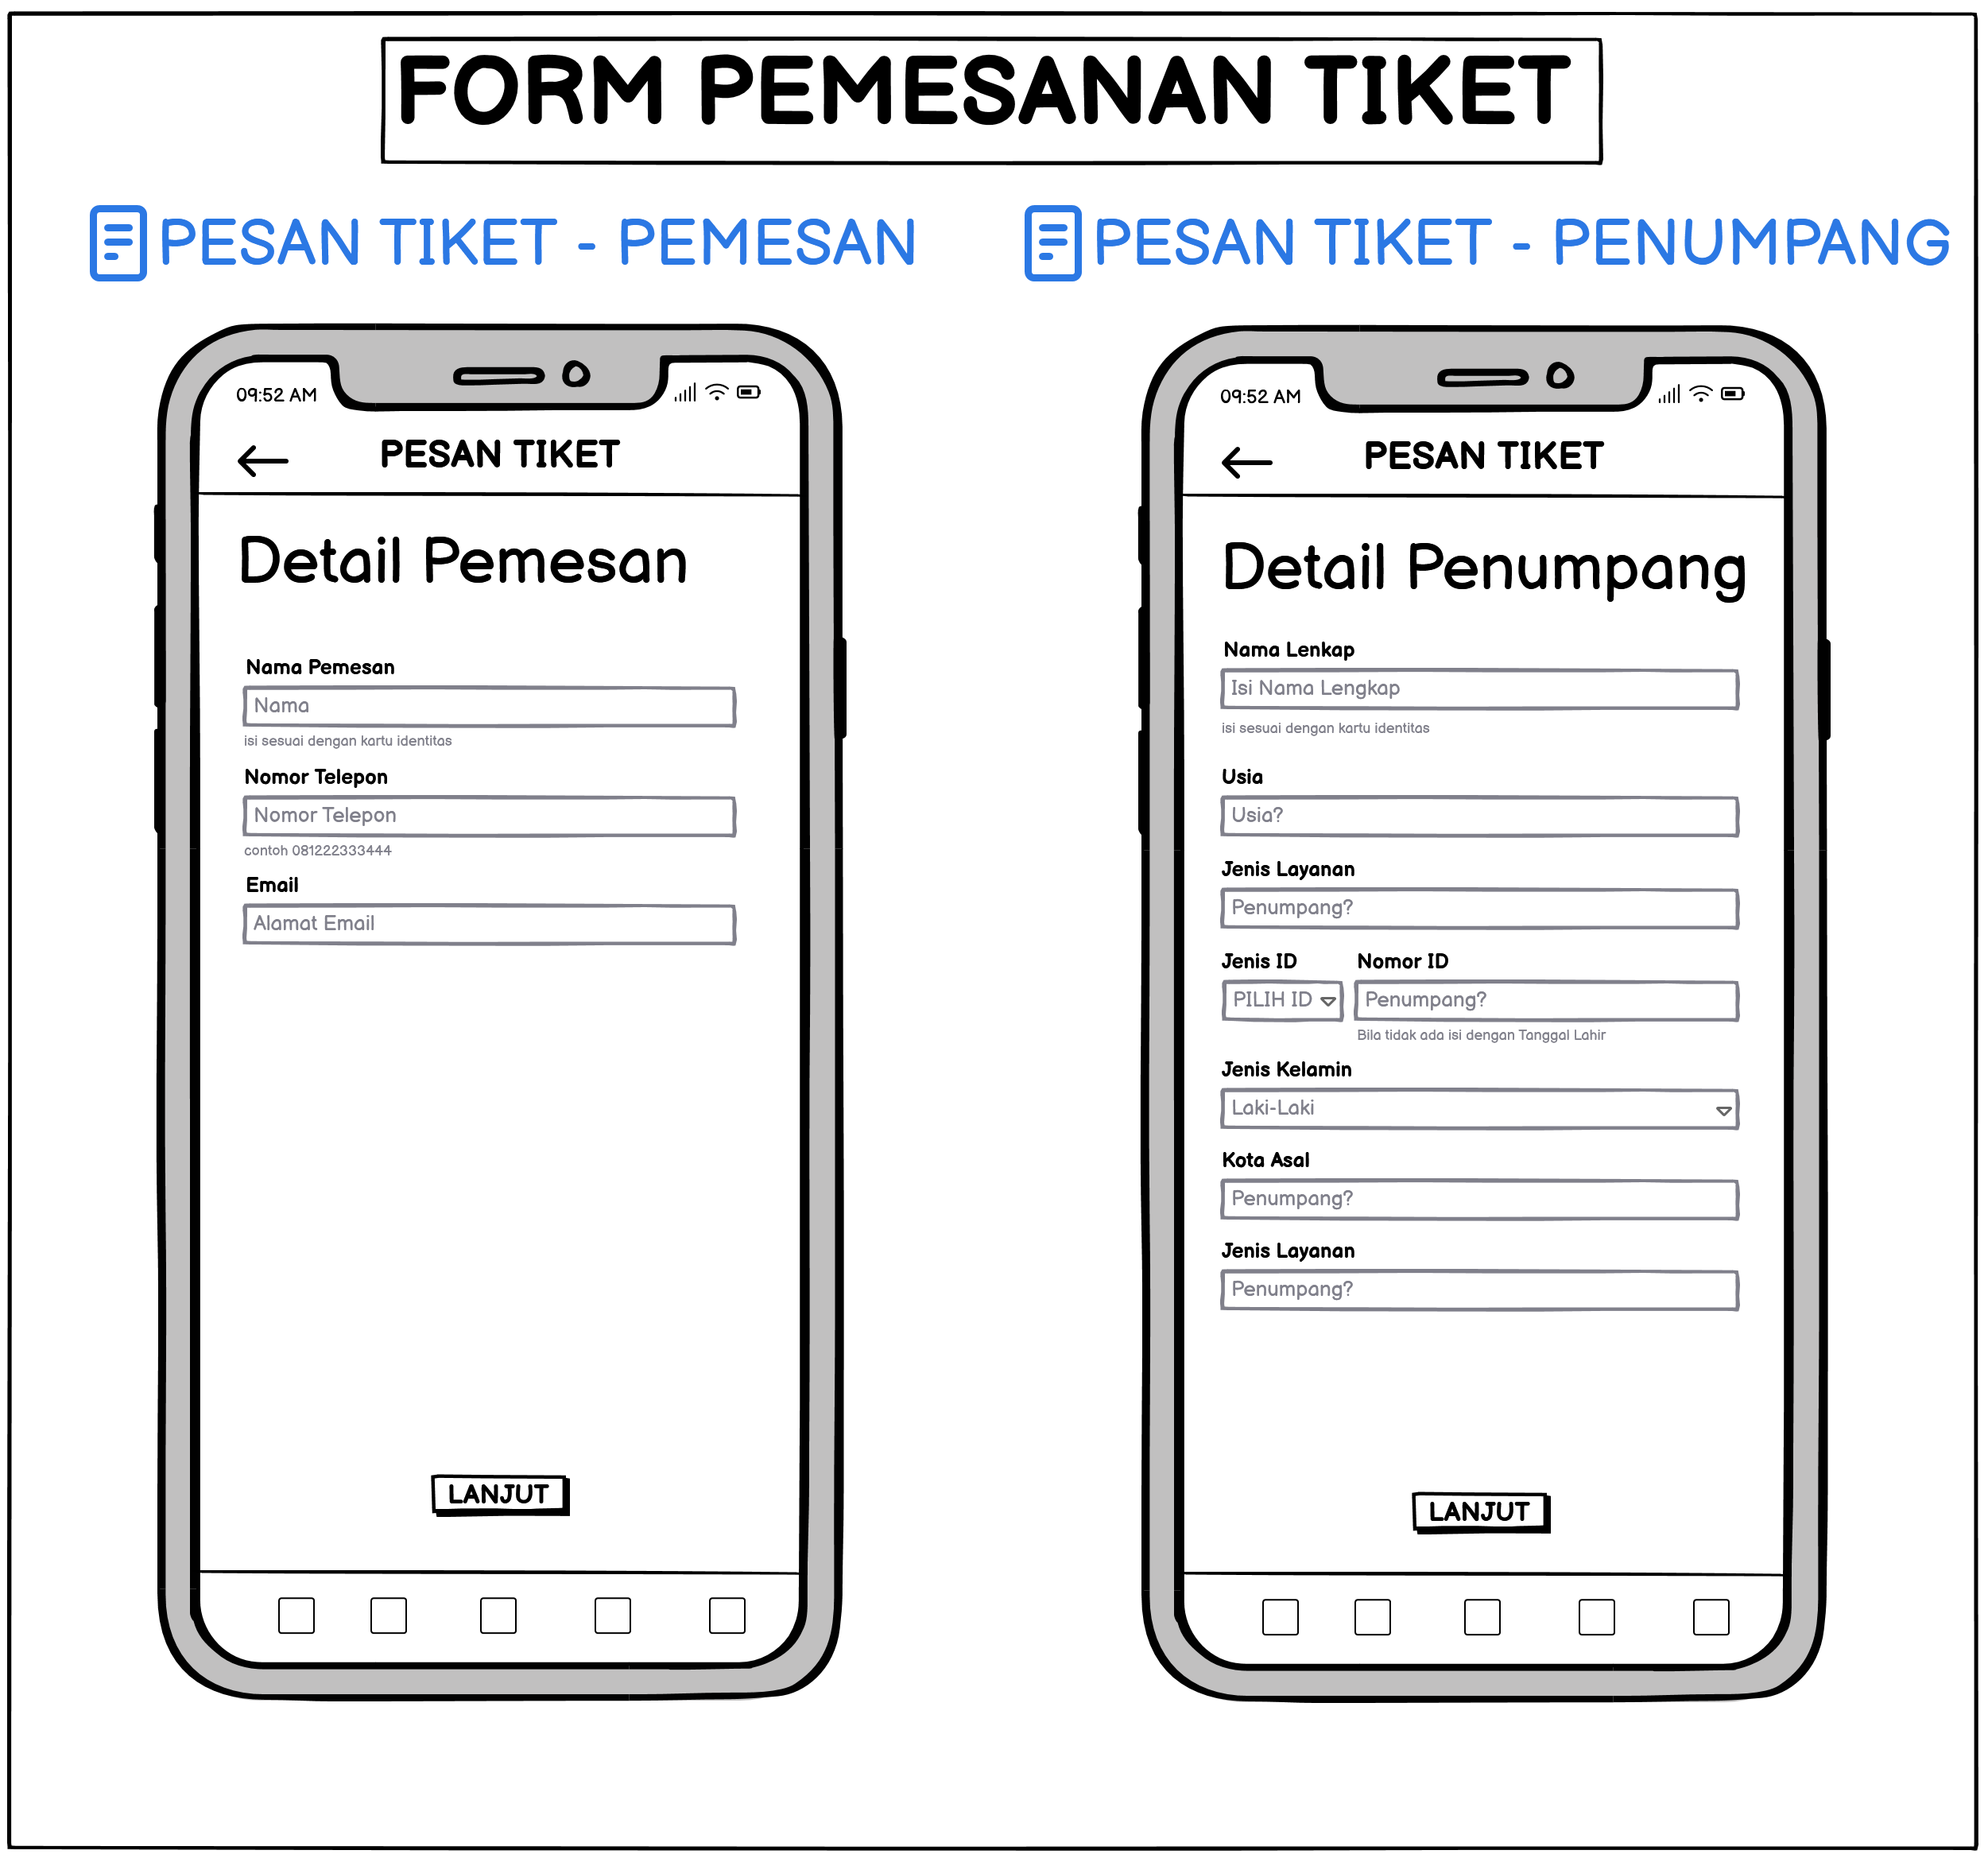 FORM PEMESANAN TIKET
PESAN TIKET - PEMESAN
09:52 AM
PESAN TIKET
Detail Pemesan
Nama Pemesan
Nama
isi sesuai dengan kartu identitas
Nomor Telepon
Nomor Telepon
contoh 081222333444
Email
Alamat Email
LANJUT
PESAN TIKET - PENUMPANG
09:52 AM
PESAN TIKET
Detail Penumpang
Nama Lenkap
Isi Nama Lengkap
isi sesuai dengan kartu identitas
Usia
Usia?
Jenis Layanan
Penumpang?
Jenis ID Nomor ID
PILIH ID Penumpang?
Bila tidak ada isi dengan Tanggal Lahir
Jenis Kelamin
Laki-Laki
Kota Asal
Penumpang?
Jenis Layanan
Penumpang?
LANJUT